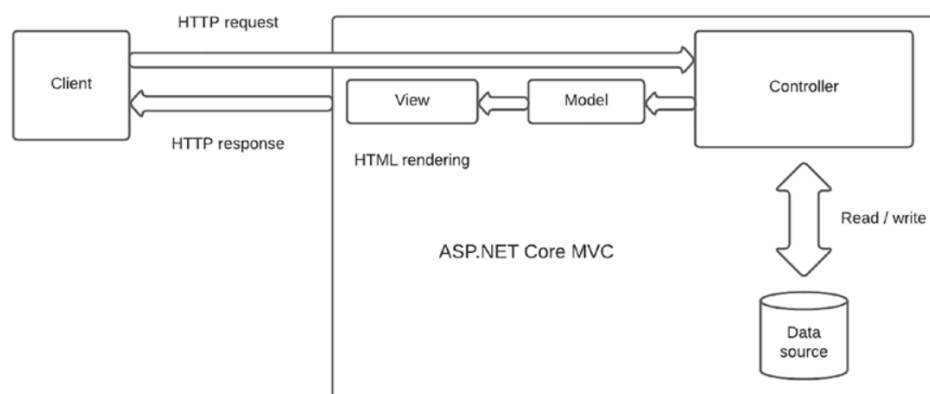 HTTP request
Client
View
Model
Controller
HTTP response
HTML rendering
Read / write
ASP.NET Core MVC
Data
source